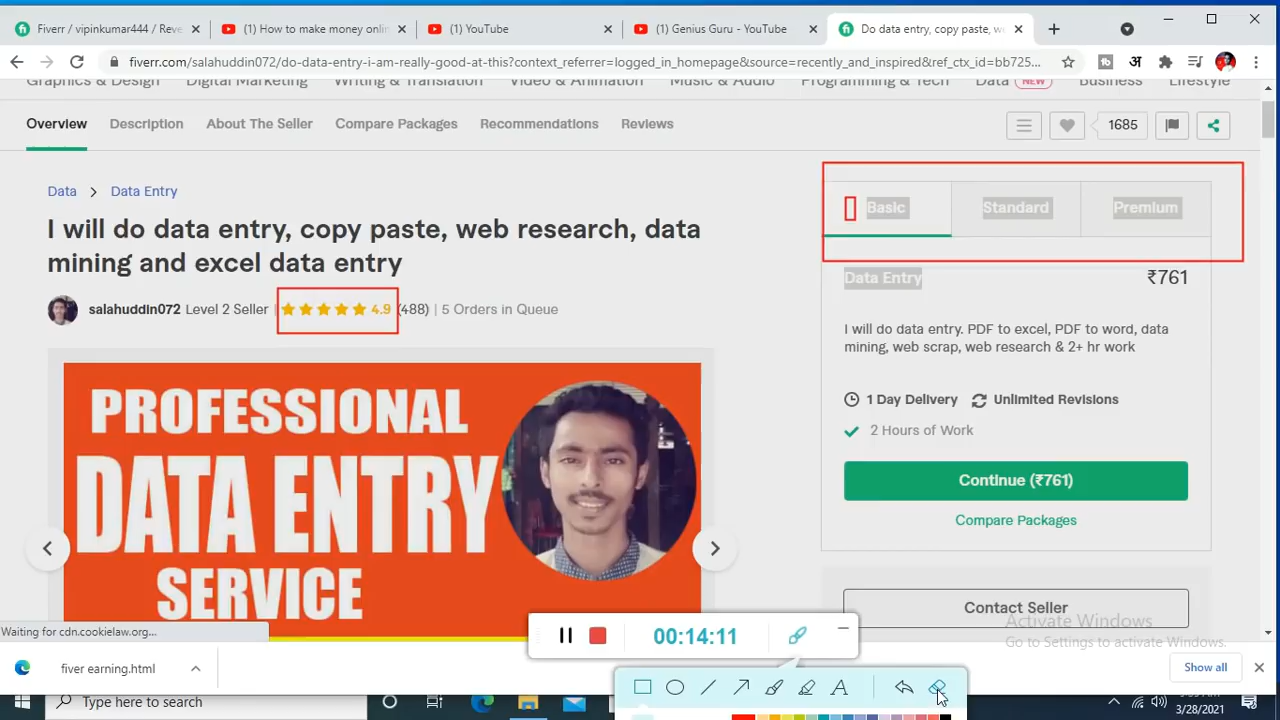 Fiverr / vipinkumar444 / Reve
(1) How to make money onlin
(1) YouTube
(1) Genius Guru - YouTube
Do data entry, copy paste, w
fiverr.com/salahuddin072/do-data-entry-i-am-really-good-at-this?context_referrer=logged_in_homepage&source=recently_and_inspired&ref_ctx_id=bb725...
अ
Graphics & Design Digital Marketing Writing & Translation Video & Animation Music & Audio Programming & Tech Data NEW Business Lifestyle
Overview Description About The Seller Compare Packages Recommendations Reviews
1685
Data > Data Entry
I will do data entry, copy paste, web research, data
mining and excel data entry
salahuddin072 Level 2 Seller | 4.9 (488) | 5 Orders in Queue
PROFESSIONAL
DATA ENTRY
SERVICE
Basic Standard Premium
Data Entry ₹761
I will do data entry. PDF to excel, PDF to word, data
mining, web scrap, web research & 2+ hr work
1 Day Delivery Unlimited Revisions
2 Hours of Work
Continue (₹761)
Compare Packages
Contact Seller
Activate Windows
Go to Settings to activate Windows.
Waiting for cdn.cookielaw.org...
00:14:11
fiver earning.html
Show all
A
Type here to search
3/28/2021